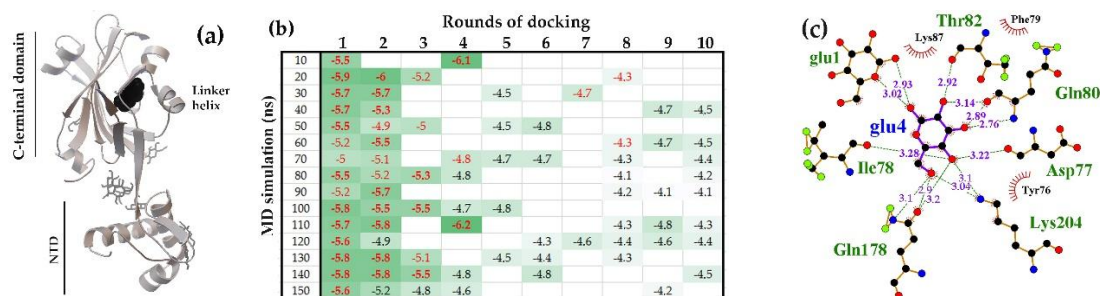 (a)
C-terminal domain
Linker
helix
NTD
(b)
Rounds of docking
1 2 3 4 5 6 7 8 9 10
MD simulation (ns)
10 -5.5 -6.1
20 -5.9 -6 -5.2 -4.3
30 -5.7 -5.7 -4.5 -4.7
40 -5.7 -5.3 -4.7 -4.5
50 -5.5 -4.9 -5 -4.5 -4.8
60 -5.2 -5.5 -4.3 -4.7 -4.5
70 -5 -5.1 -4.8 -4.7 -4.7 -4.3 -4.4
80 -5.5 -5.2 -5.3 -4.8 -4.1 -4.2
90 -5.2 -5.7 -4.2 -4.1 -4.1
100 -5.8 -5.5 -5.5 -4.7 -4.8
110 -5.7 -5.8 -6.2 -4.3 -4.8 -4.3
120 -5.6 -4.9 -4.3 -4.6 -4.4 -4.6 -4.4
130 -5.8 -5.8 -5.1 -4.5 -4.4 -4.3
140 -5.8 -5.8 -5.5 -4.8 -4.8 -4.5
150 -5.6 -5.2 -4.8 -4.6 -4.2
(c)
Thr82
Phe79
Lys87
glu1
2.93
3.02
2.92
3.14
2.89
2.76
Gln80
glu4
Ile78
3.28
3.22
Asp77
Tyr76
3.1
2.9
3.2
3.1
3.04
Lys204
Gln178